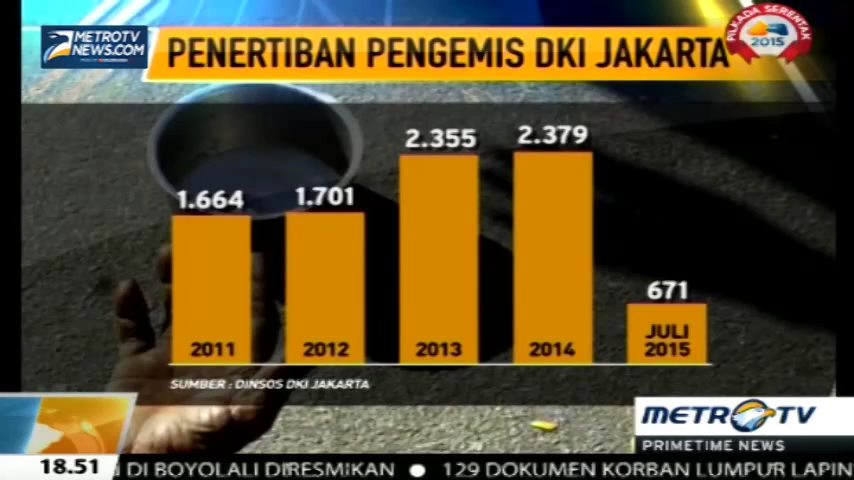 METROTV
NEWS.COM
PENERTIBAN PENGEMIS DKI JAKARTA
PILKADA SERENTAK
2015
1.664
1.701
2.355
2.379
671
2011
2012
2013
2014
JULI
2015
SUMBER : DINSOS DKI JAKARTA
METRO TV
PRIMETIME NEWS
18.51
DI BOYOLALI DIRESMIKAN ● 129 DOKUMEN KORBAN LUMPUR LAPIN